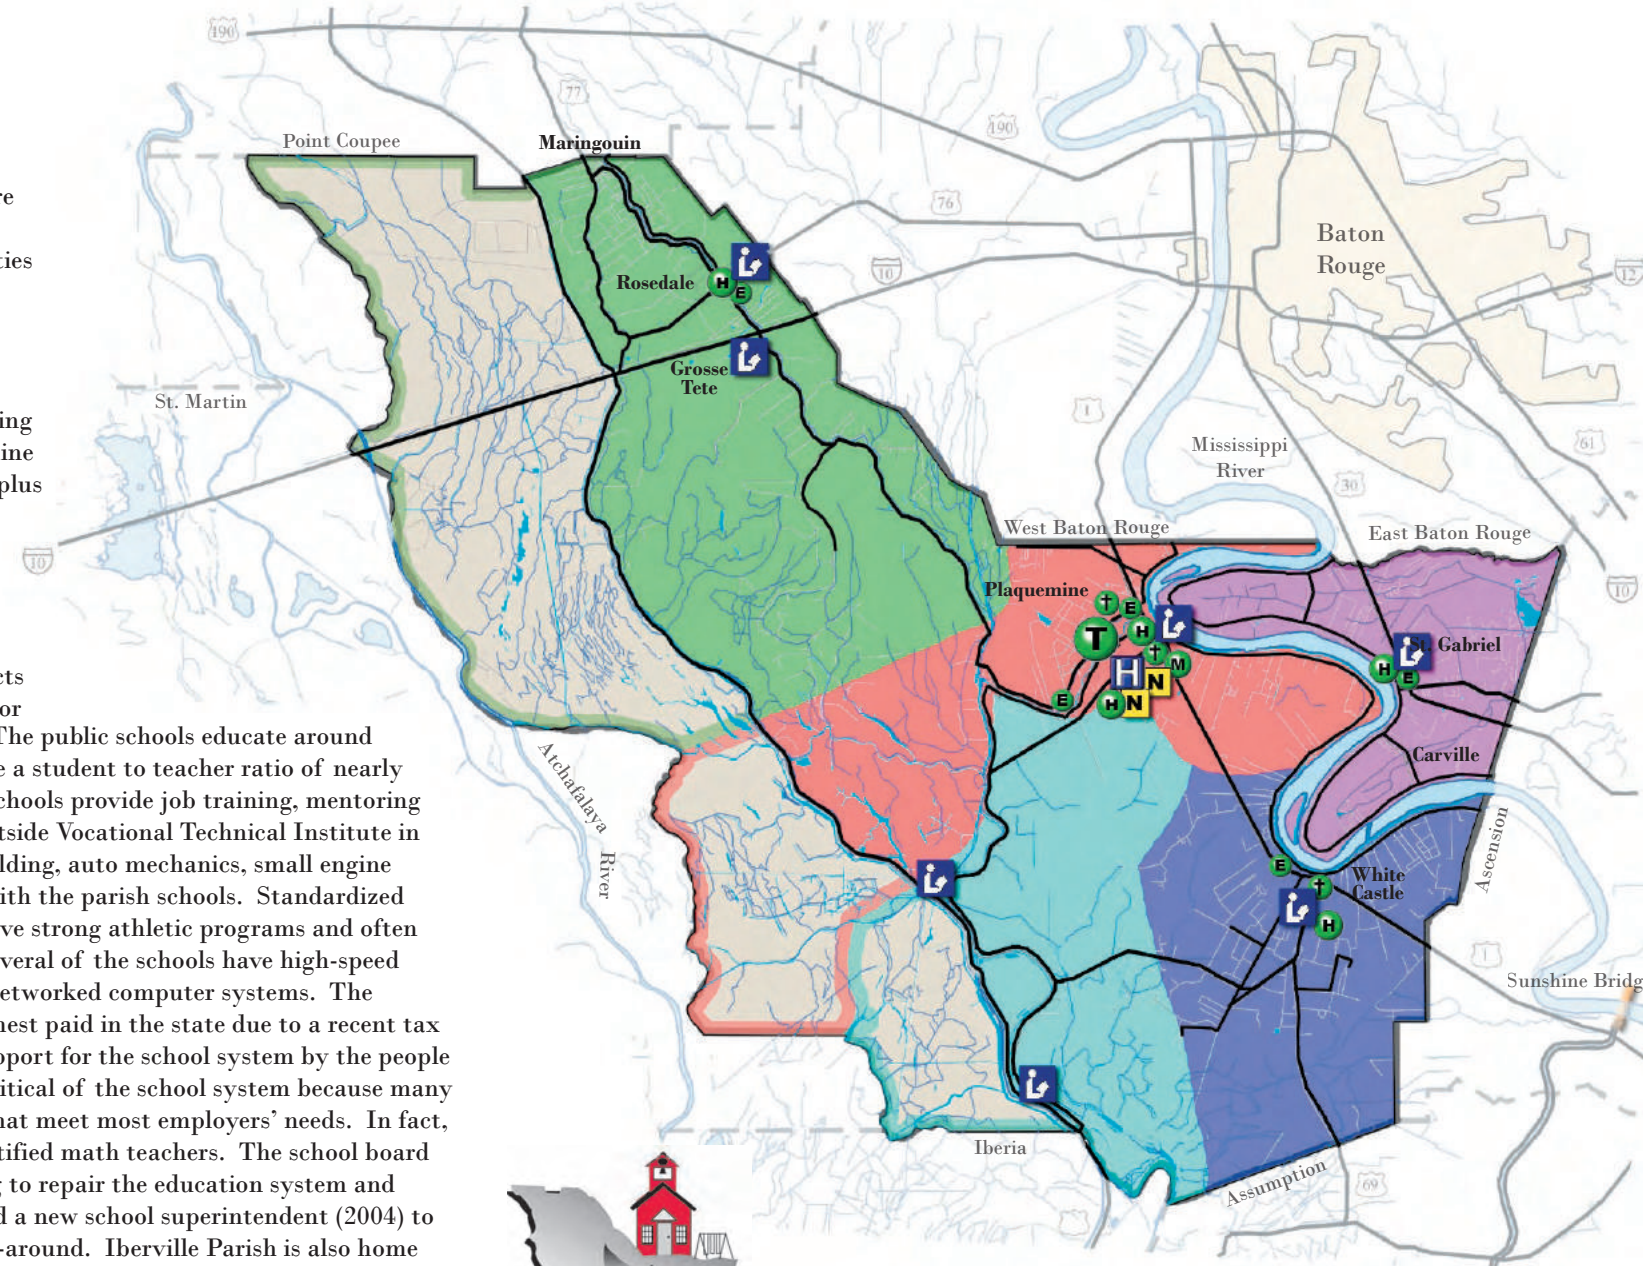 re
ties
ing
ine
plus
cts
or
The public schools educate around
e a student to teacher ratio of nearly
chools provide job training, mentoring
tside Vocational Technical Institute in
lding, auto mechanics, small engine
ith the parish schools. Standardized
ve strong athletic programs and often
veral of the schools have high-speed
etworked computer systems. The
hest paid in the state due to a recent tax
pport for the school system by the people
itical of the school system because many
hat meet most employers' needs. In fact,
tified math teachers. The school board
g to repair the education system and
d a new school superintendent (2004) to
-around. Iberville Parish is also home
190
77
Point Coupee
Maringouin
190
76
Baton
Rouge
Rosedale
H
E
10
12
Grosse
Tete
St. Martin
1
61
Mississippi
River
30
10
West Baton Rouge
East Baton Rouge
10
Plaquemine
E
T
H
M
H
N
E
H
N
St. Gabriel
H
E
Carville
Atchafalaya
River
Ascension
E
White
Castle
H
1
Sunshine Bridg
Iberia
Assumption
69